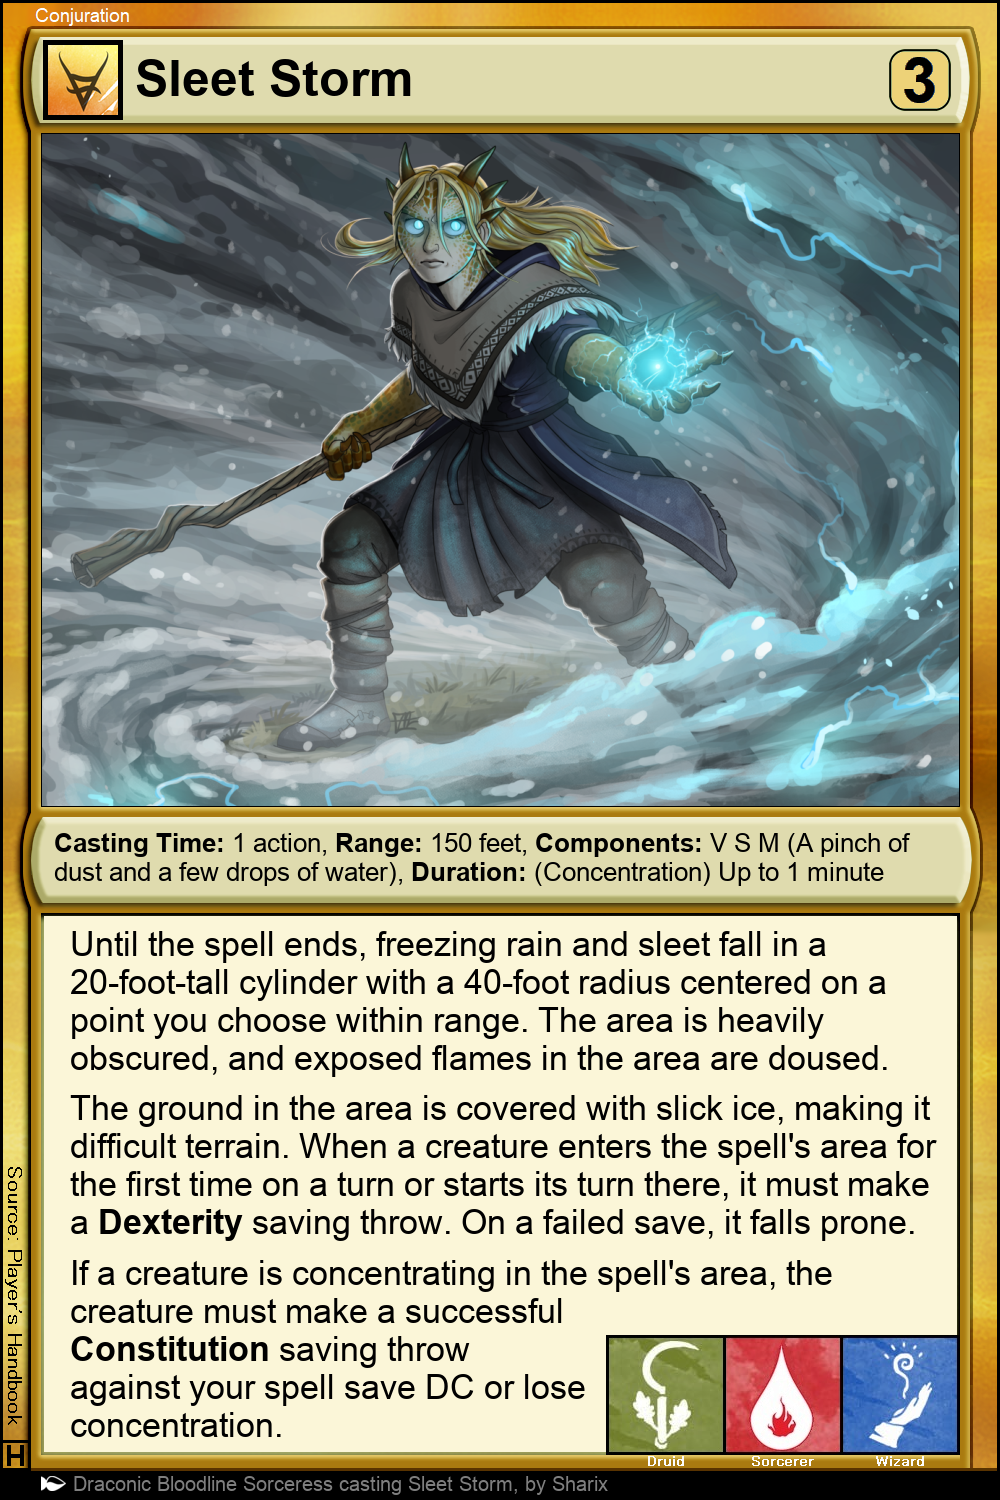 Conjuration
Sleet Storm
3
Casting Time: 1 action, Range: 150 feet, Components: V S M (A pinch of
dust and a few drops of water), Duration: (Concentration) Up to 1 minute
Until the spell ends, freezing rain and sleet fall in a
20-foot-tall cylinder with a 40-foot radius centered on a
point you choose within range. The area is heavily
obscured, and exposed flames in the area are doused.
The ground in the area is covered with slick ice, making it
difficult terrain. When a creature enters the spell's area for
the first time on a turn or starts its turn there, it must make
a Dexterity saving throw. On a failed save, it falls prone.
If a creature is concentrating in the spell's area, the
creature must make a successful
Constitution saving throw
against your spell save DC or lose
concentration.
Druid
Sorcerer
Wizard
Source: Player's Handbook
H
Draconic Bloodline Sorceress casting Sleet Storm, by Sharix